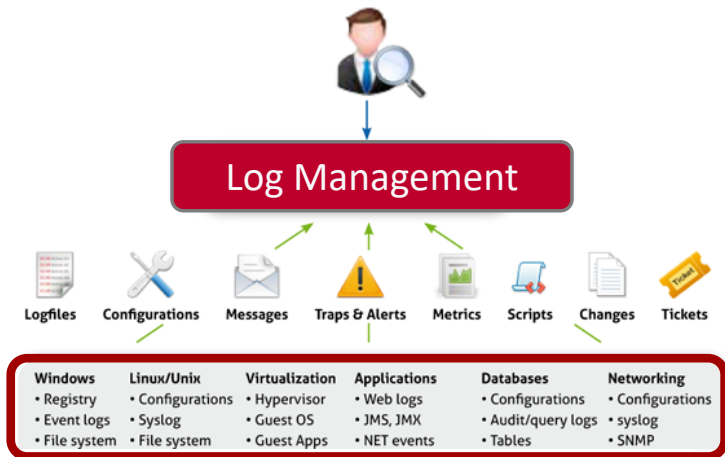 Log Management
Logfiles Configurations Messages Traps & Alerts Metrics Scripts Changes Tickets
Ticket
Windows
• Registry
• Event logs
• File system
Linux/Unix
• Configurations
• Syslog
• File system
Virtualization
• Hypervisor
• Guest OS
• Guest Apps
Applications
• Web logs
• JMS, JMX
• NET events
Databases
• Configurations
• Audit/query logs
• Tables
Networking
• Configurations
• syslog
• SNMP